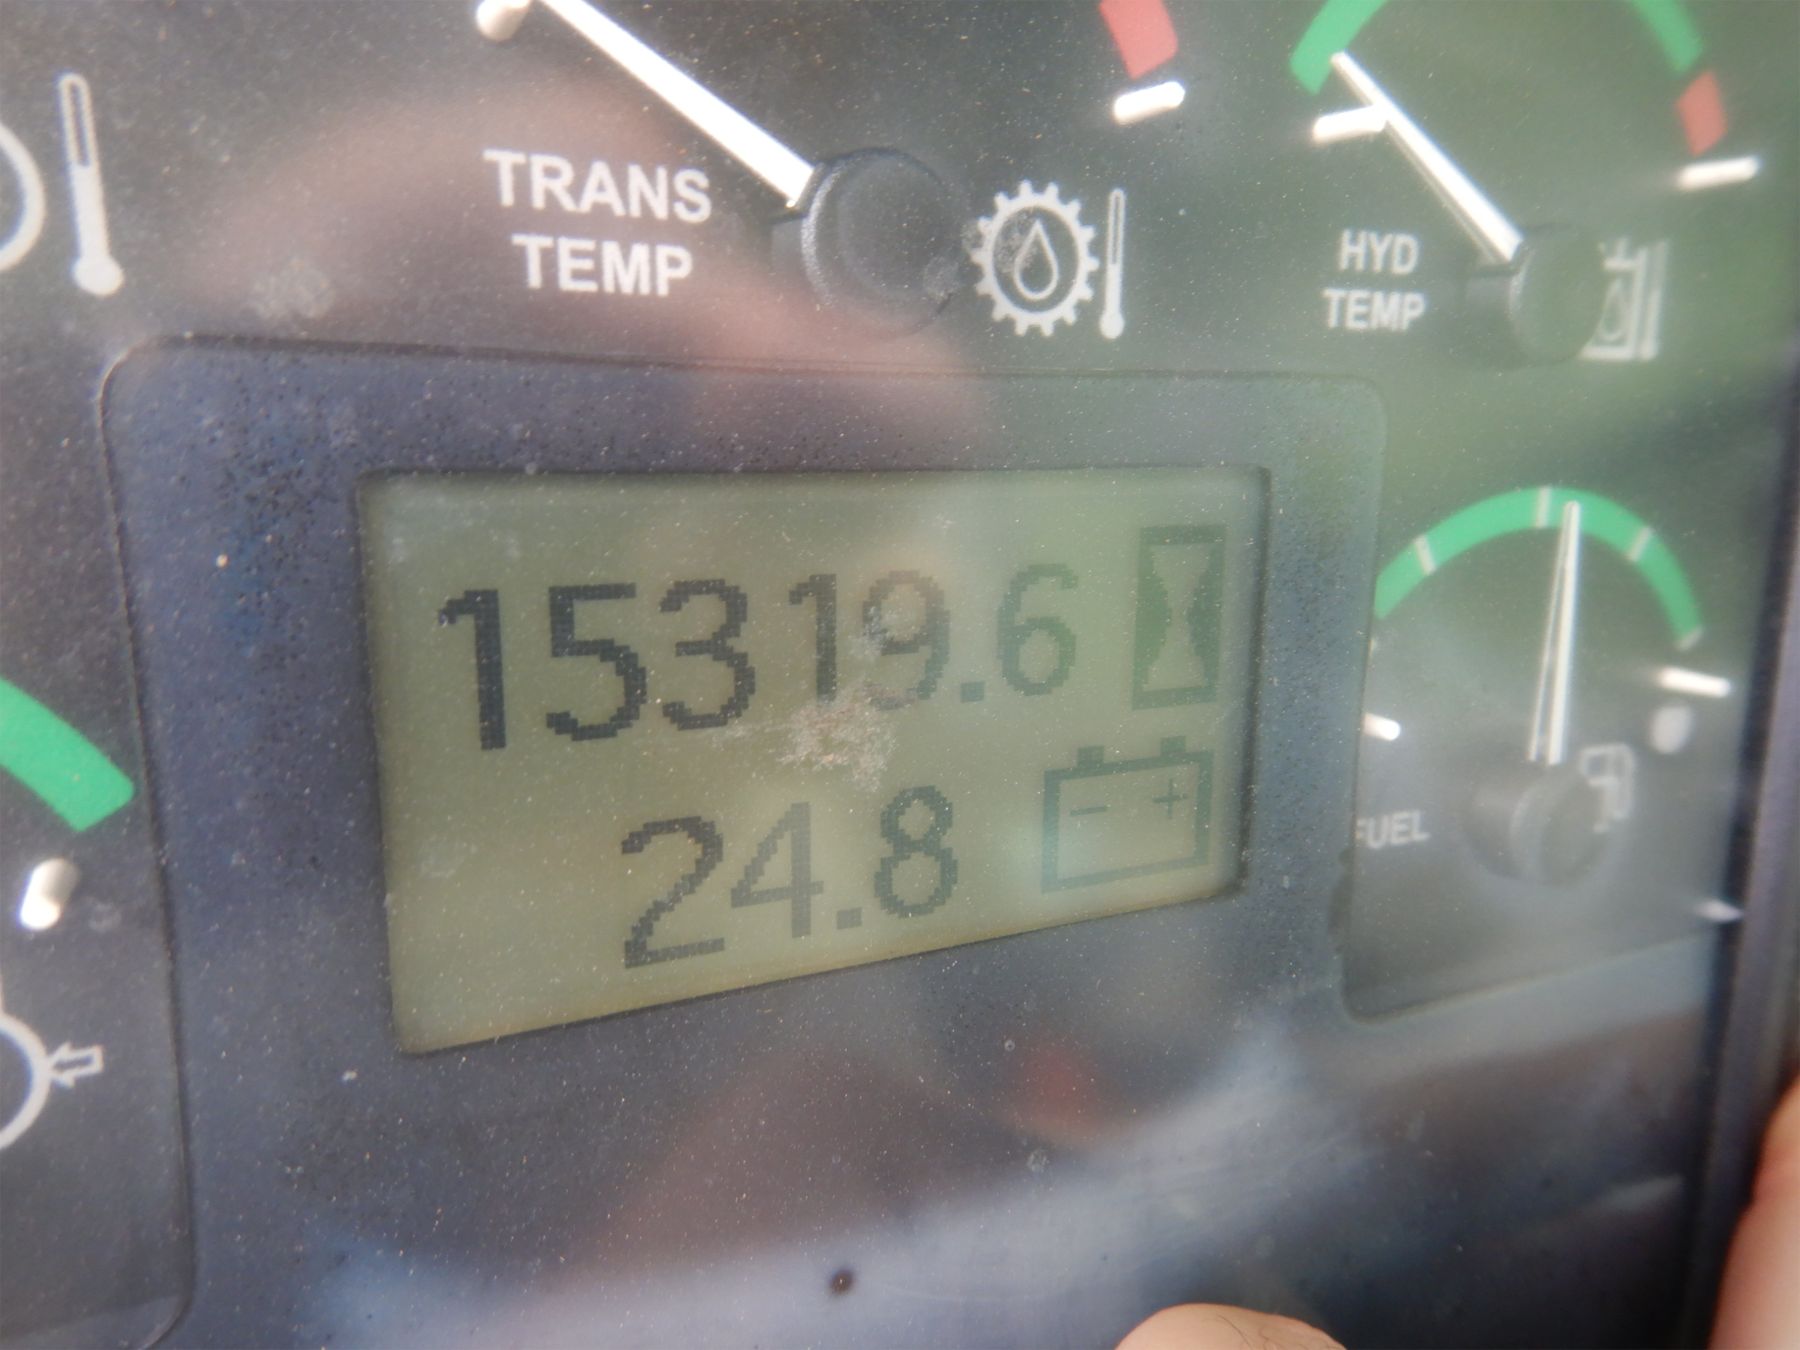 TRANS
TEMP
HYD
TEMP
15319.6
24.8
- +
FUEL